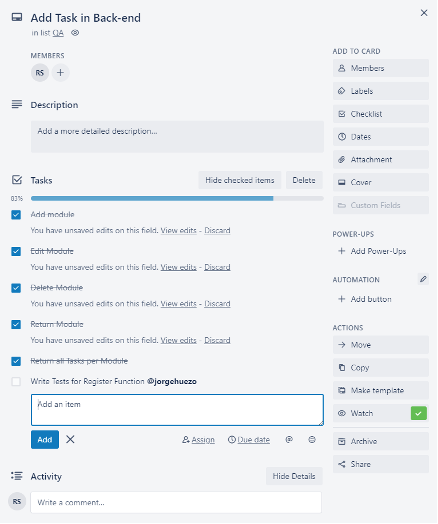 Add Task in Back-end
in list QA
MEMBERS
RS
Description
Add a more detailed description...
Tasks
Hide checked items
Delete
83%
Add module
You have unsaved edits on this field. View edits - Discard
Edit Module
You have unsaved edits on this field. View edits - Discard
Delete Module
You have unsaved edits on this field. View edits - Discard
Return Module
You have unsaved edits on this field. View edits - Discard
Return all Tasks per Module
Write Tests for Register Function @jorgehuezo
Add an item
Add
Assign
Due date
@
Activity
Hide Details
RS
Write a comment...
ADD TO CARD
Members
Labels
Checklist
Dates
Attachment
Cover
Custom Fields
POWER-UPS
+ Add Power-Ups
AUTOMATION
+ Add button
ACTIONS
Move
Copy
Make template
Watch
Archive
Share